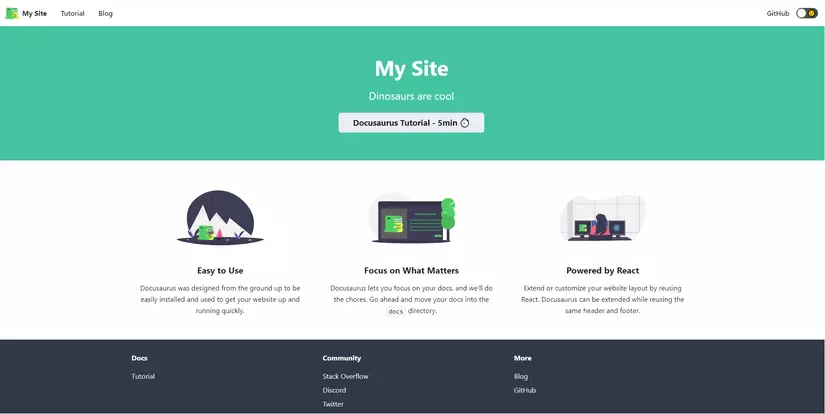 My Site Tutorial Blog GitHub
My Site
Dinosaurs are cool
Docusaurus Tutorial - 5min
Easy to Use
Docusaurus was designed from the ground up to be
easily installed and used to get your website up and
running quickly.
Focus on What Matters
Docusaurus lets you focus on your docs, and we'll do
the chores. Go ahead and move your docs into the
docs directory.
Powered by React
Extend or customize your website layout by reusing
React. Docusaurus can be extended while reusing the
same header and footer.
Docs
Tutorial
Community
Stack Overflow
Discord
Twitter
More
Blog
GitHub